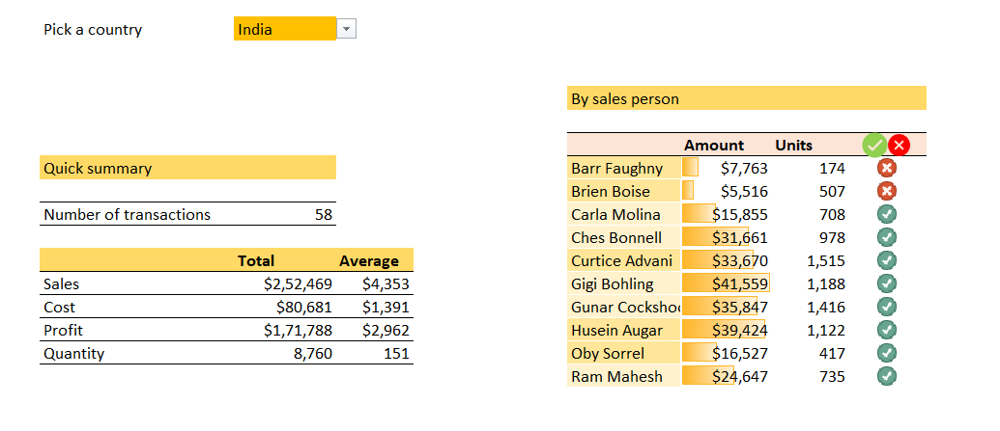 Pick a country India
By sales person
Amount Units
Quick summary
Number of transactions 58
Total Average
Sales $2,52,469 $4,353
Cost $80,681 $1,391
Profit $1,71,788 $2,962
Quantity 8,760 151
Barr Faughny $7,763 174
Brien Boise $5,516 507
Carla Molina $15,855 708
Ches Bonnell $31,661 978
Curtice Advani $33,670 1,515
Gigi Bohling $41,559 1,188
Gunar Cocksho $35,847 1,416
Husein Augar $39,424 1,122
Oby Sorrel $16,527 417
Ram Mahesh $24,647 735